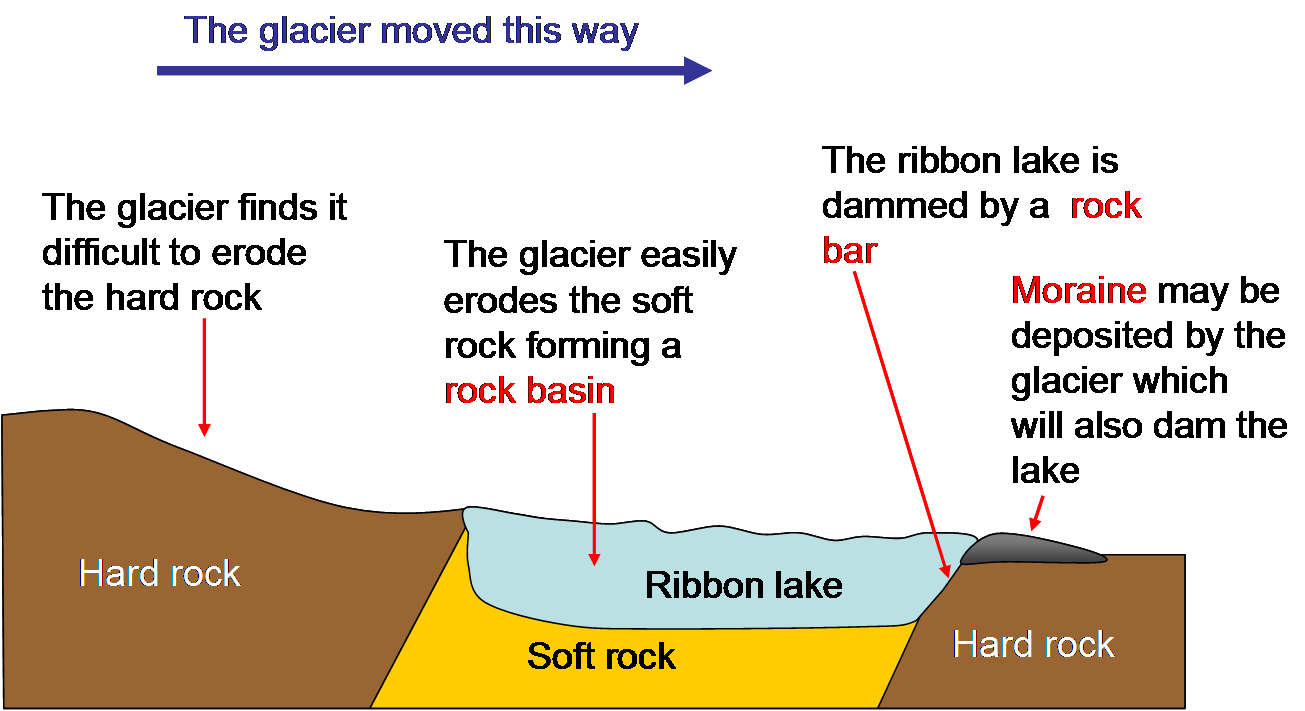 The glacier moved this way
The glacier finds it
difficult to erode
the hard rock
The glacier easily
erodes the soft
rock forming a
rock basin
The ribbon lake is
dammed by a rock
bar
Moraine may be
deposited by the
glacier which
will also dam the
lake
Hard rock
Ribbon lake
Soft rock
Hard rock